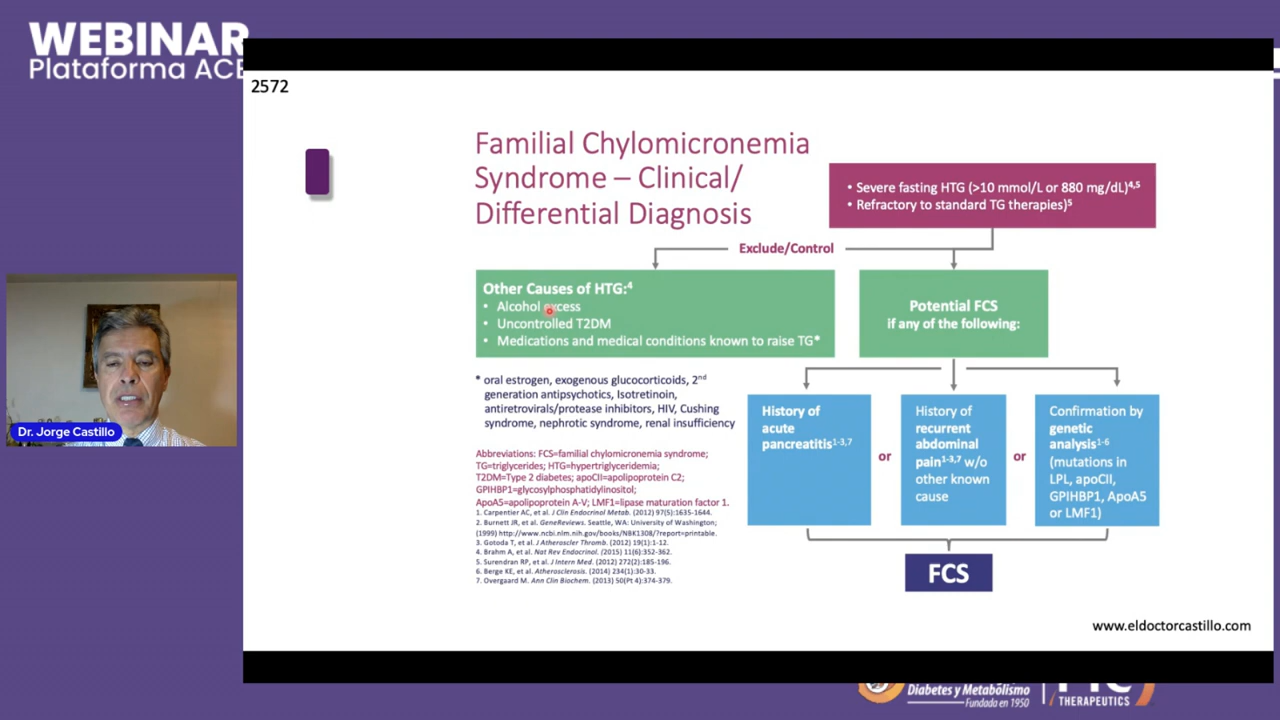 WEBINAR
Plataforma ACE
2572
Familial Chylomicronemia
Syndrome – Clinical/
Differential Diagnosis
• Severe fasting HTG (>10 mmol/L or 880 mg/dL)4,5
• Refractory to standard TG therapies)5
Exclude/Control
Other Causes of HTG:4
• Alcohol excess
• Uncontrolled T2DM
• Medications and medical conditions known to raise TG*
Potential FCS
if any of the following:
* oral estrogen, exogenous glucocorticoids, 2nd
generation antipsychotics, Isotretinoin,
antiretrovirals/protease inhibitors, HIV, Cushing
syndrome, nephrotic syndrome, renal insufficiency
History of
acute
pancreatitis1-3,7
or
History of
recurrent
abdominal
pain1-3,7 w/o
other known
cause
or
Confirmation by
genetic
analysis1-6
(mutations in
LPL, apoCII,
GPIHBP1, ApoA5
or LMF1)
FCS
Abbreviations: FCS=familial chylomicronemia syndrome;
TG=triglycerides; HTG=hypertriglyceridemia;
T2DM=Type 2 diabetes; apoCII=apolipoprotein C2;
GPIHBP1=glycosylphosphatidylinositol;
ApoA5=apolipoprotein A-V; LMF1=lipase maturation factor 1.
1. Carpentier AC, et al. J Clin Endocrinol Metab. (2012) 97(5):1635-1644.
2. Burnett JR, et al. GeneReviews. Seattle, WA: University of Washington;
(1999) http://www.ncbi.nlm.nih.gov/books/NBK1308/?report=printable.
3. Gotoda T, et al. J Atheroscler Thromb. (2012) 19(1):1-12.
4. Brahm A, et al. Nat Rev Endocrinol. (2015) 11(6):352-362.
5. Surendran RP, et al. J Intern Med. (2012) 272(2):185-196.
6. Berge KE, et al. Atherosclerosis. (2014) 234(1):30-33.
7. Overgaard M. Ann Clin Biochem. (2013) 50(Pt 4):374-379.
Dr. Jorge Castillo
www.eldoctorcastillo.com
Diabetes y Metabolismo
Fundada en 1950
THERAPEUTICS